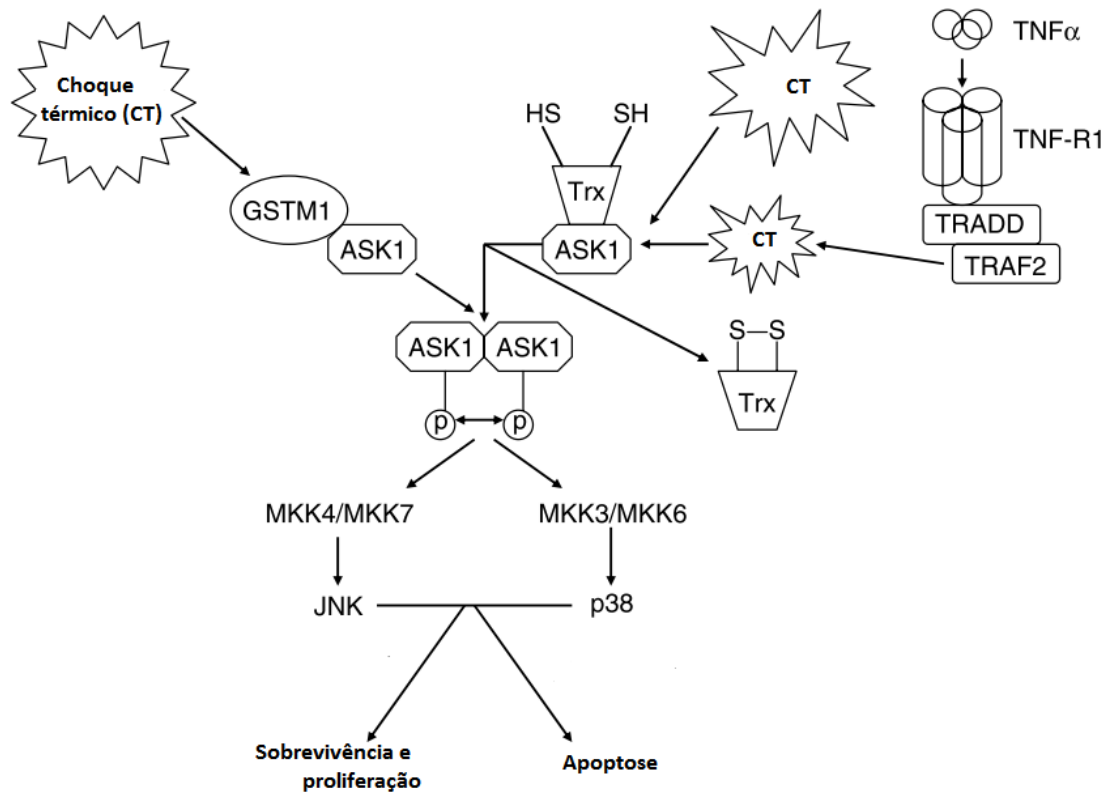 TNFα
Choque
térmico (CT)
CT
HS
SH
TNF-R1
Trx
GSTM1
TRADD
ASK1
ASK1
CT
TRAF2
S–S
ASK1
ASK1
Trx
p
p
MKK4/MKK7
MKK3/MKK6
JNK
p38
Sobrevivência e
proliferação
Apoptose